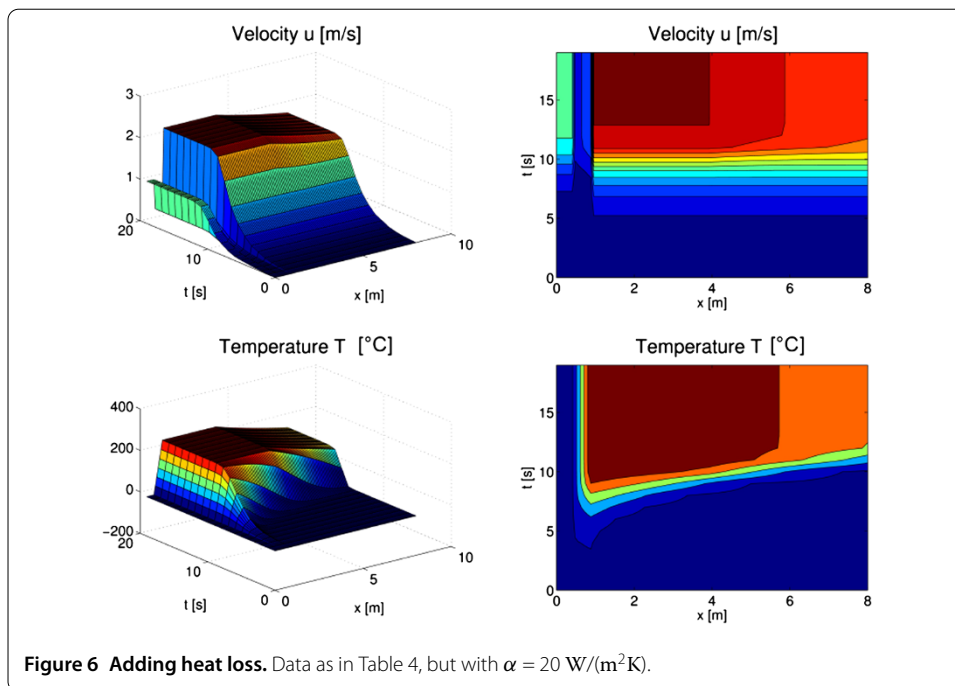 Velocity u [m/s]
3
2
1
0
20
10
0
t [s]
0
5
10
x [m]
Velocity u [m/s]
15
10
5
0
t [s]
0
2
4
6
8
x [m]
Temperature T [°C]
400
200
0
−200
20
10
0
t [s]
0
5
10
x [m]
Temperature T [°C]
15
10
5
0
t [s]
0
2
4
6
8
x [m]
Figure 6 Adding heat loss. Data as in Table 4, but with α = 20 W/(m²K).